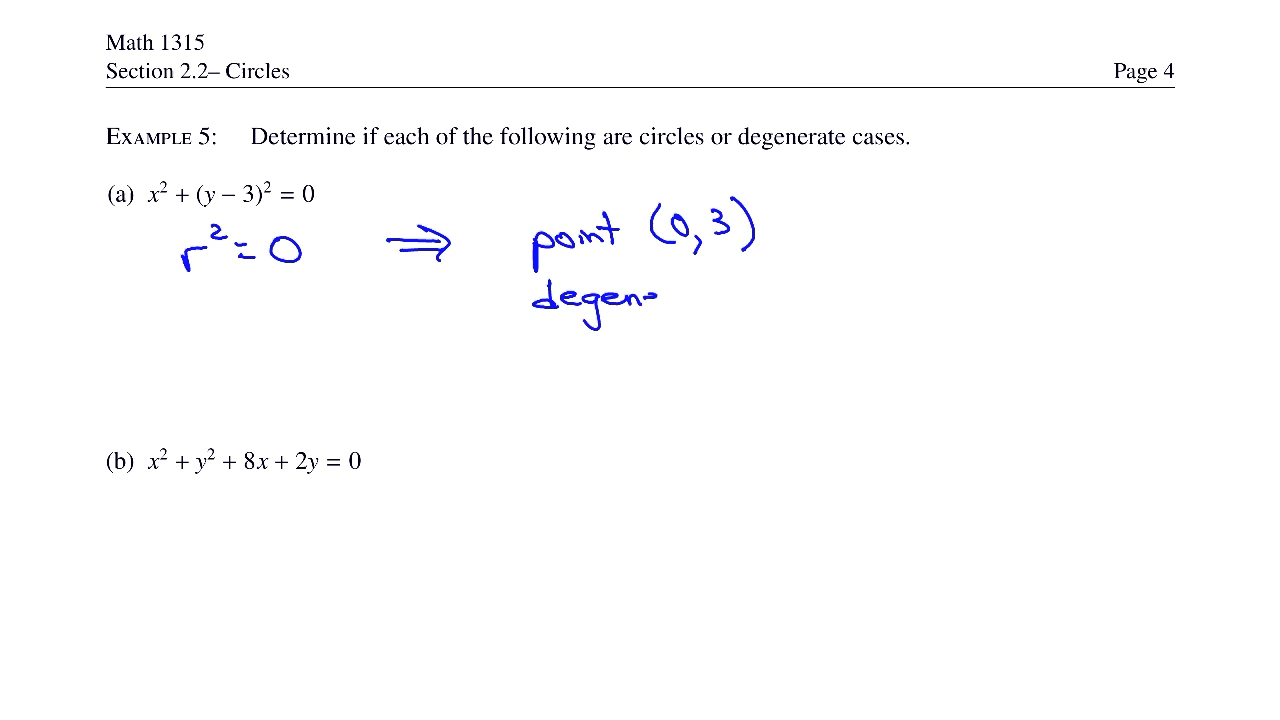 Math 1315
Section 2.2– Circles
Page 4
EXAMPLE 5: Determine if each of the following are circles or degenerate cases.
(a) x² + (y – 3)² = 0
r² = 0 ⇒ point (0,3)
degen
(b) x² + y² + 8x + 2y = 0